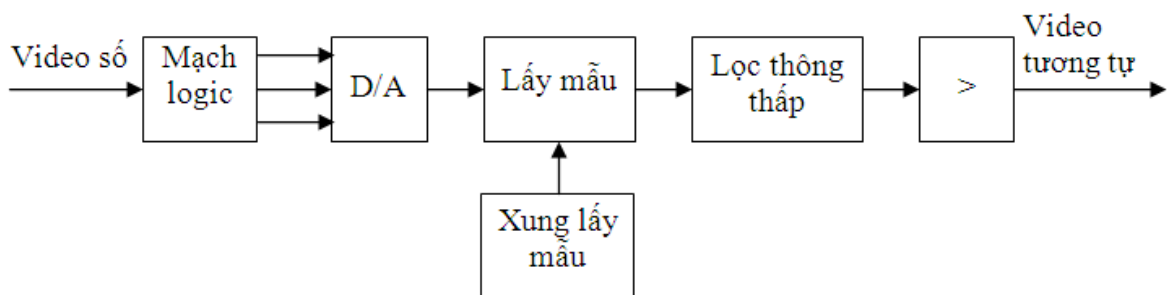 Video số
Mạch
logic
D/A
Lấy mẫu
Lọc thông
thấp
>
Video
tương tự
Xung lấy
mẫu